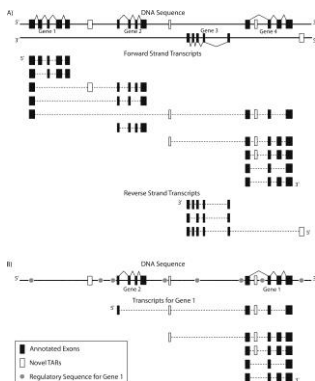 A)
DNA Sequence
5' 3'
3' 5'
Gene 1 Gene 2 Gene 3 Gene 4
Forward Strand Transcripts
5'
3'
Reverse Strand Transcripts
3'
5'
B)
DNA Sequence
5' 3'
Gene 2 Gene 1
Transcripts for Gene 1
5'
3'
Annotated Exons
Novel TARs
Regulatory Sequence for Gene 1